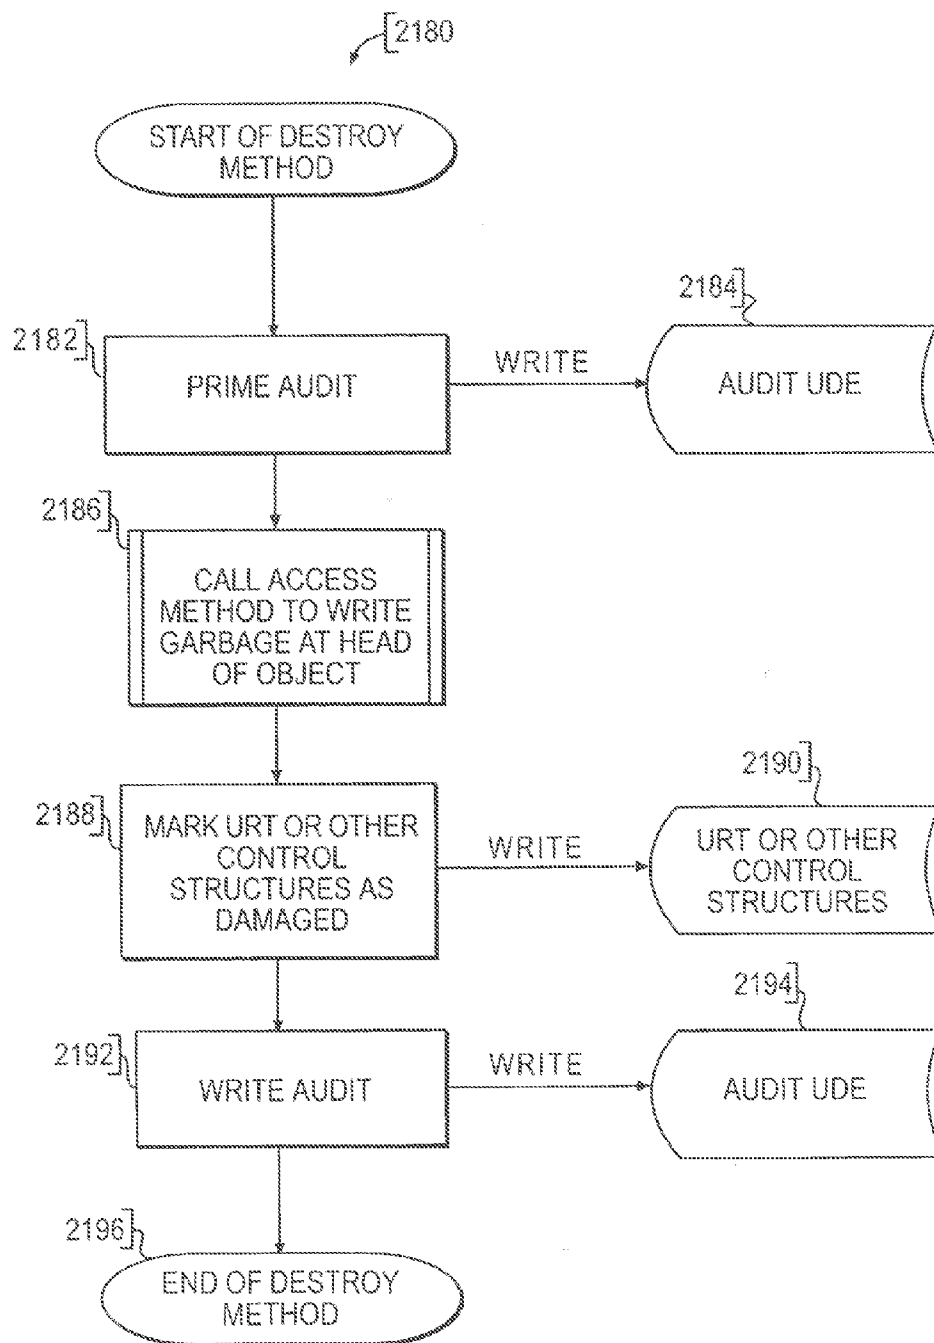 2180
START OF DESTROY
METHOD
2184
2182
PRIME AUDIT
WRITE
AUDIT UDE
2186
CALL ACCESS
METHOD TO WRITE
GARBAGE AT HEAD
OF OBJECT
2190
2188
MARK URT OR OTHER
CONTROL
STRUCTURES AS
DAMAGED
WRITE
URT OR OTHER
CONTROL
STRUCTURES
2194
2192
WRITE AUDIT
WRITE
AUDIT UDE
2196
END OF DESTROY
METHOD